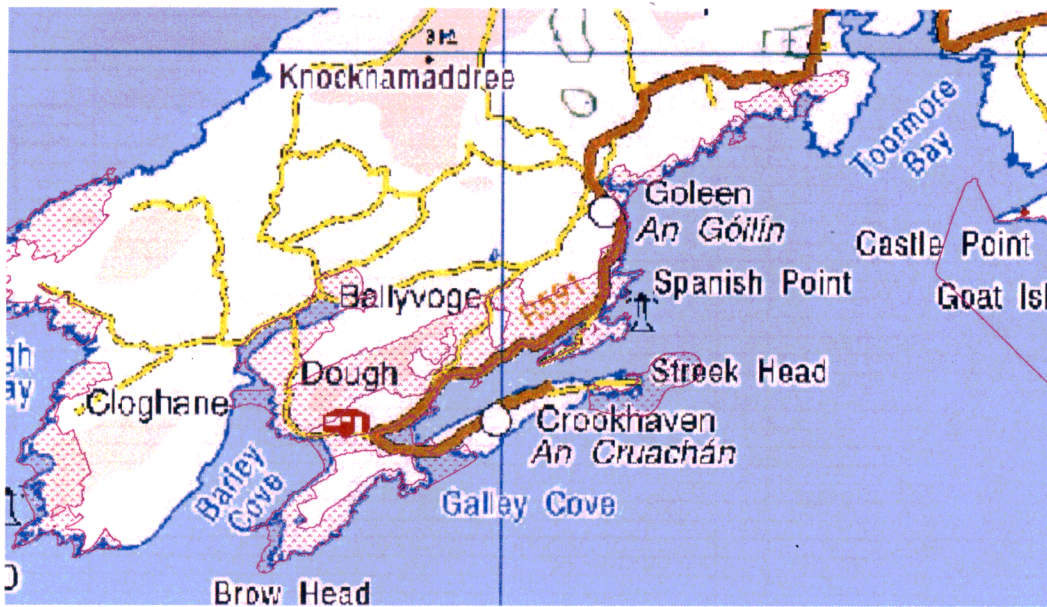 Knocknamaddree
Toormore
Bay
Goleen
An Góilín
Castle Point
Spanish Point
Goat Isl
Ballyvoge
R591
Dough
Streek Head
Cloghane
Crookhaven
An Cruachán
Barley
Cove
Galley Cove
Brow Head